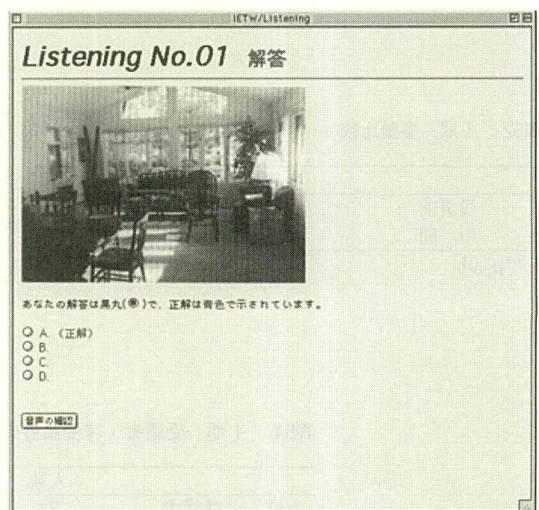 IETW/Listening
Listening No.01 解答
あなたの解答は黒丸(◉)で、正解は青色で示されています。
A. (正解)
B.
C.
D.
音声の確認